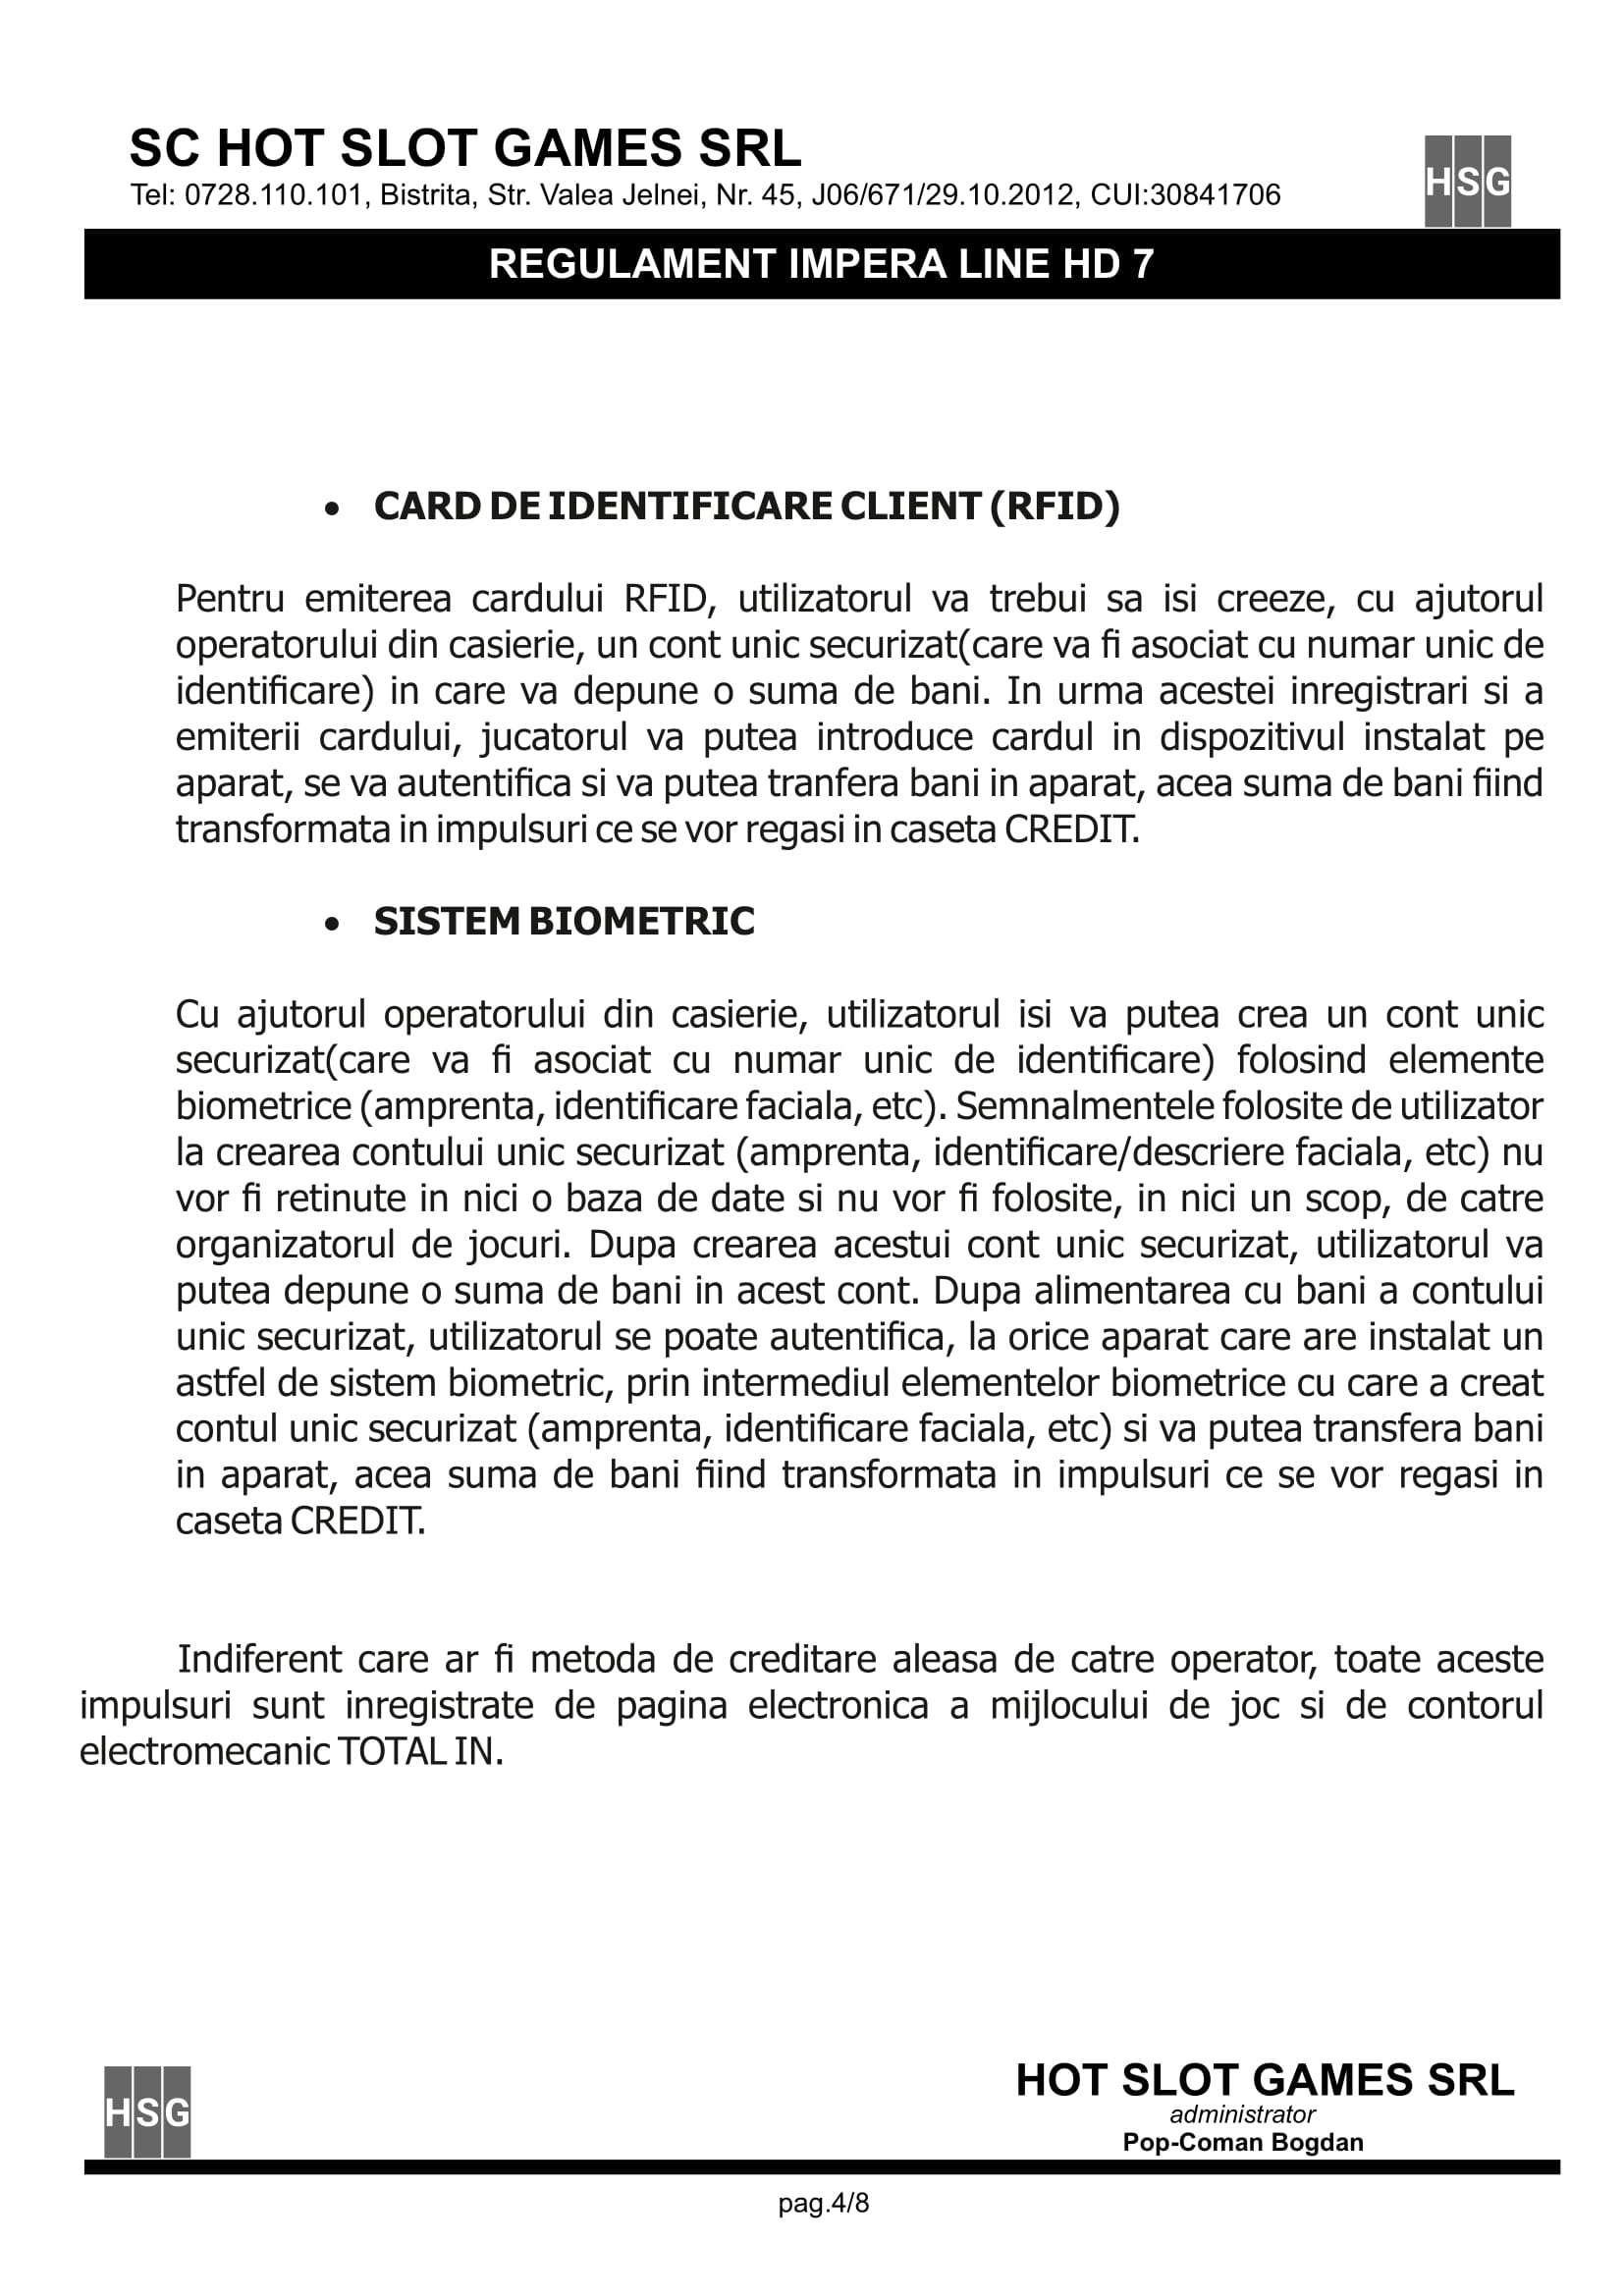 SC HOT SLOT GAMES SRL
Tel: 0728.110.101, Bistrita, Str. Valea Jelnei, Nr. 45, J06/671/29.10.2012, CUI:30841706
HSG
REGULAMENT IMPERA LINE HD 7
• CARD DE IDENTIFICARE CLIENT (RFID)
Pentru emiterea cardului RFID, utilizatorul va trebui sa isi creeze, cu ajutorul
operatorului din casierie, un cont unic securizat(care va fi asociat cu numar unic de
identificare) in care va depune o suma de bani. In urma acestei inregistrari si a
emiterii cardului, jucatorul va putea introduce cardul in dispozitivul instalat pe
aparat, se va autentifica si va putea tranfera bani in aparat, acea suma de bani fiind
transformata in impulsuri ce se vor regasi in caseta CREDIT.
• SISTEM BIOMETRIC
Cu ajutorul operatorului din casierie, utilizatorul isi va putea crea un cont unic
securizat(care va fi asociat cu numar unic de identificare) folosind elemente
biometrice (amprenta, identificare faciala, etc). Semnalmentele folosite de utilizator
la crearea contului unic securizat (amprenta, identificare/descriere faciala, etc) nu
vor fi retinute in nici o baza de date si nu vor fi folosite, in nici un scop, de catre
organizatorul de jocuri. Dupa crearea acestui cont unic securizat, utilizatorul va
putea depune o suma de bani in acest cont. Dupa alimentarea cu bani a contului
unic securizat, utilizatorul se poate autentifica, la orice aparat care are instalat un
astfel de sistem biometric, prin intermediul elementelor biometrice cu care a creat
contul unic securizat (amprenta, identificare faciala, etc) si va putea transfera bani
in aparat, acea suma de bani fiind transformata in impulsuri ce se vor regasi in
caseta CREDIT.
Indiferent care ar fi metoda de creditare aleasa de catre operator, toate aceste
impulsuri sunt inregistrate de pagina electronica a mijlocului de joc si de contorul
electromecanic TOTAL IN.
HSG
HOT SLOT GAMES SRL
administrator
Pop-Coman Bogdan
pag.4/8